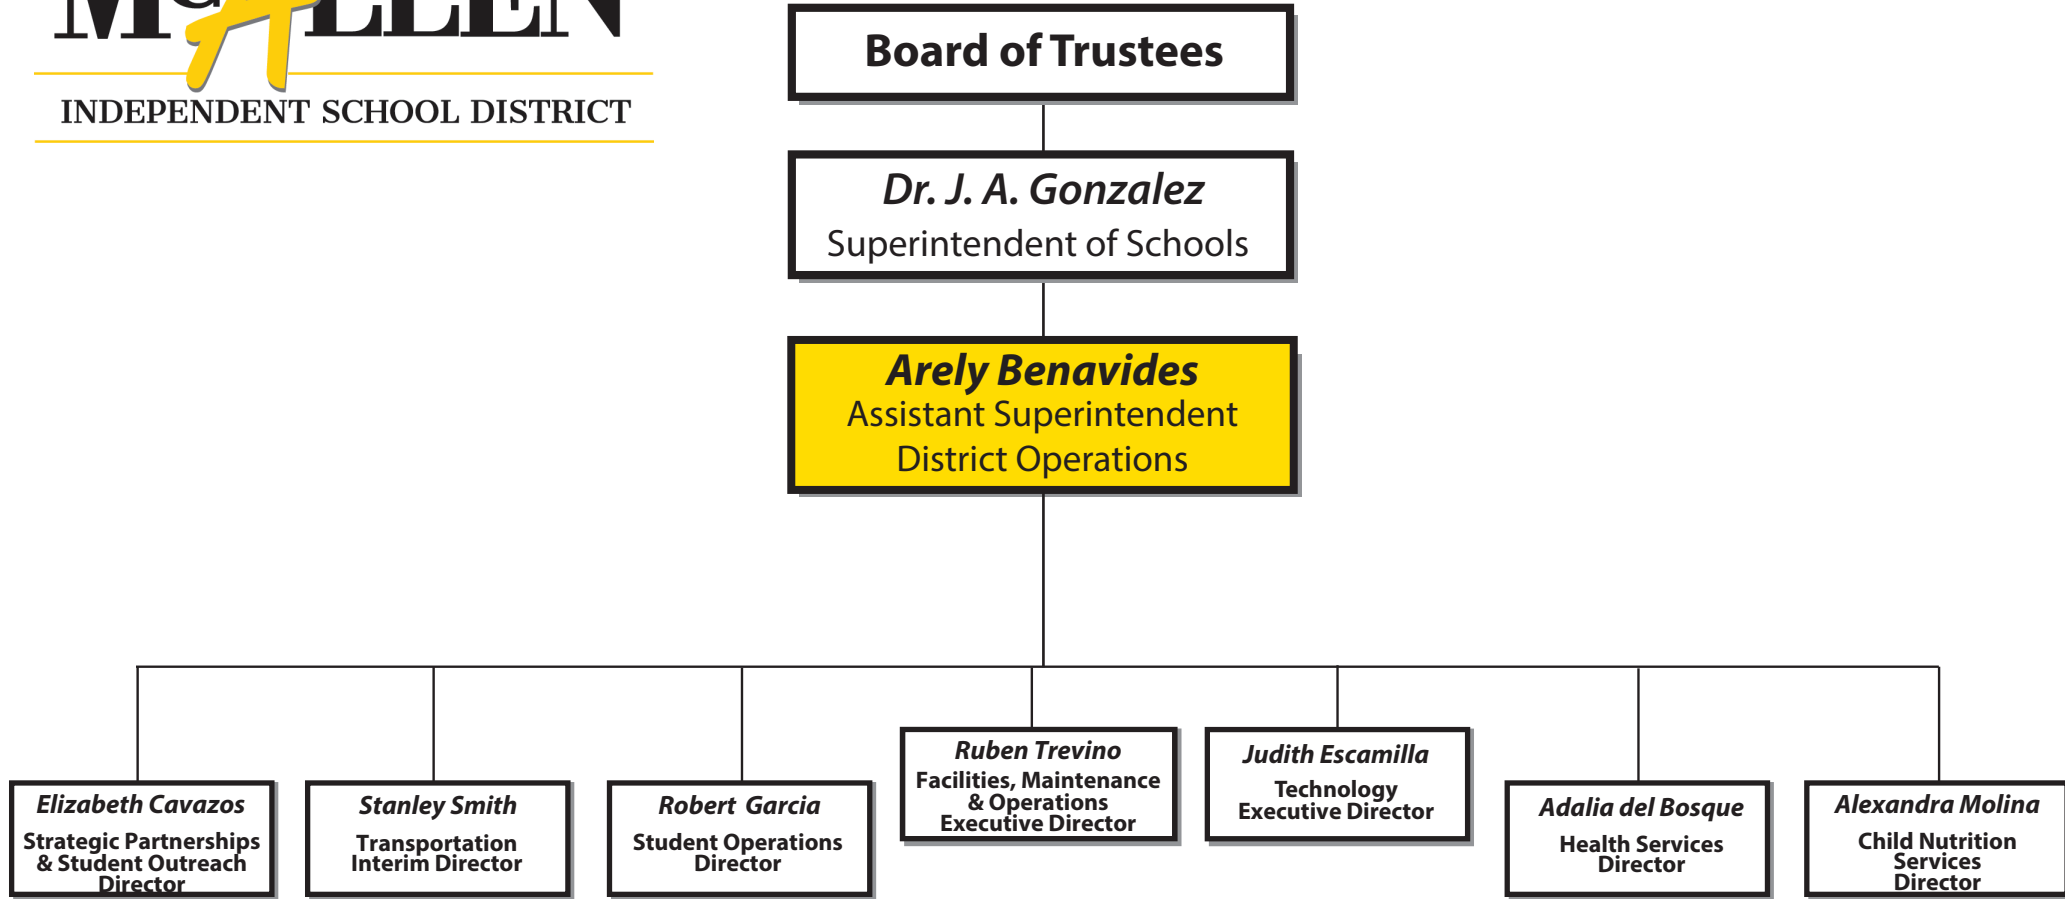 McALLEN
INDEPENDENT SCHOOL DISTRICT
Board of Trustees
Dr. J. A. Gonzalez
Superintendent of Schools
Arely Benavides
Assistant Superintendent
District Operations
Elizabeth Cavazos
Strategic Partnerships
& Student Outreach
Director
Stanley Smith
Transportation
Interim Director
Robert Garcia
Student Operations
Director
Ruben Trevino
Facilities, Maintenance
& Operations
Executive Director
Judith Escamilla
Technology
Executive Director
Adalia del Bosque
Health Services
Director
Alexandra Molina
Child Nutrition
Services
Director